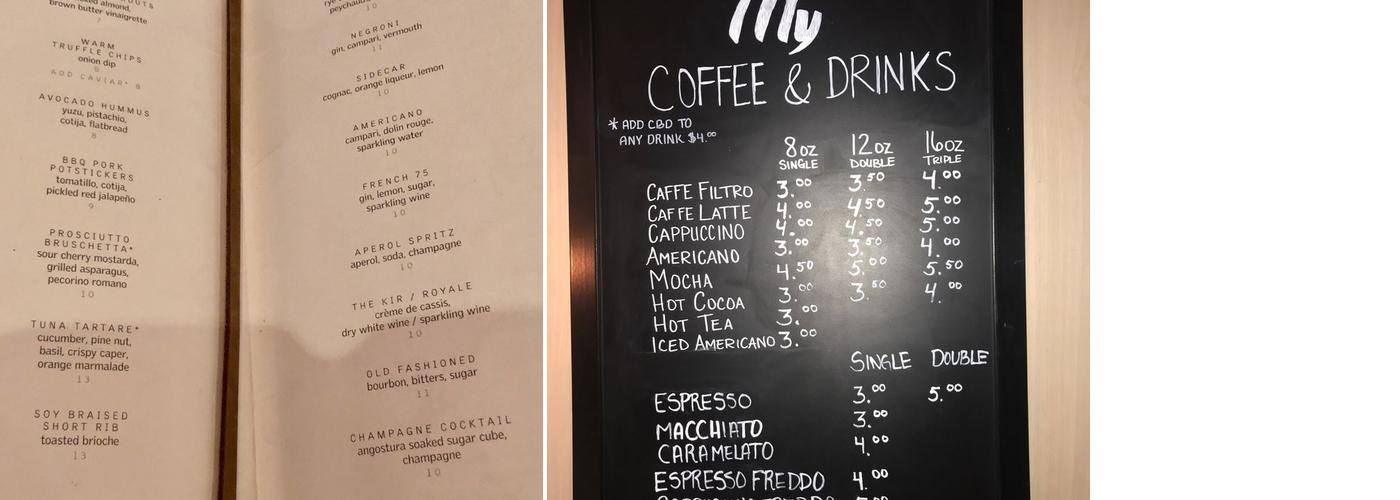 brown butter vinaigrette
7
WARM
TRUFFLE CHIPS
onion dip
8
ADD CAVIAR* 8
AVOCADO HUMMUS
yuzu, pistachio,
cotija, flatbread
8
BBQ PORK
POTSTICKERS
tomatillo, cotija,
pickled red jalapeño
9
PROSCIUTTO
BRUSCHETTA*
sour cherry mostarda,
grilled asparagus,
pecorino romano
10
TUNA TARTARE*
cucumber, pine nut,
basil, crispy caper,
orange marmalade
13
SOY BRAISED
SHORT RIB
toasted brioche
13
10
NEGRONI
gin, campari, vermouth
11
SIDECAR
cognac, orange liqueur, lemon
10
AMERICANO
campari, dolin rouge,
sparkling water
10
FRENCH 75
gin, lemon, sugar,
sparkling wine
10
APEROL SPRITZ
aperol, soda, champagne
10
THE KIR / ROYALE
crème de cassis,
dry white wine / sparkling wine
10
OLD FASHIONED
bourbon, bitters, sugar
11
CHAMPAGNE COCKTAIL
angostura soaked sugar cube,
champagne
10
My
COFFEE & DRINKS
* ADD CBD TO
ANY DRINK $4.00
8oz 12oz 16oz
SINGLE DOUBLE TRIPLE
CAFFE FILTRO 3.00 3.50 4.00
CAFFE LATTE 4.00 4.50 5.00
CAPPUCCINO 4.00 4.50 5.00
AMERICANO 3.00 3.50 4.00
MOCHA 4.50 5.00 5.50
HOT COCOA 3.00 3.50 4.00
HOT TEA 3.00
ICED AMERICANO 3.00
SINGLE DOUBLE
ESPRESSO 3.00 5.00
MACCHIATO 3.00
CARAMELATO 4.00
ESPRESSO FREDDO 4.00